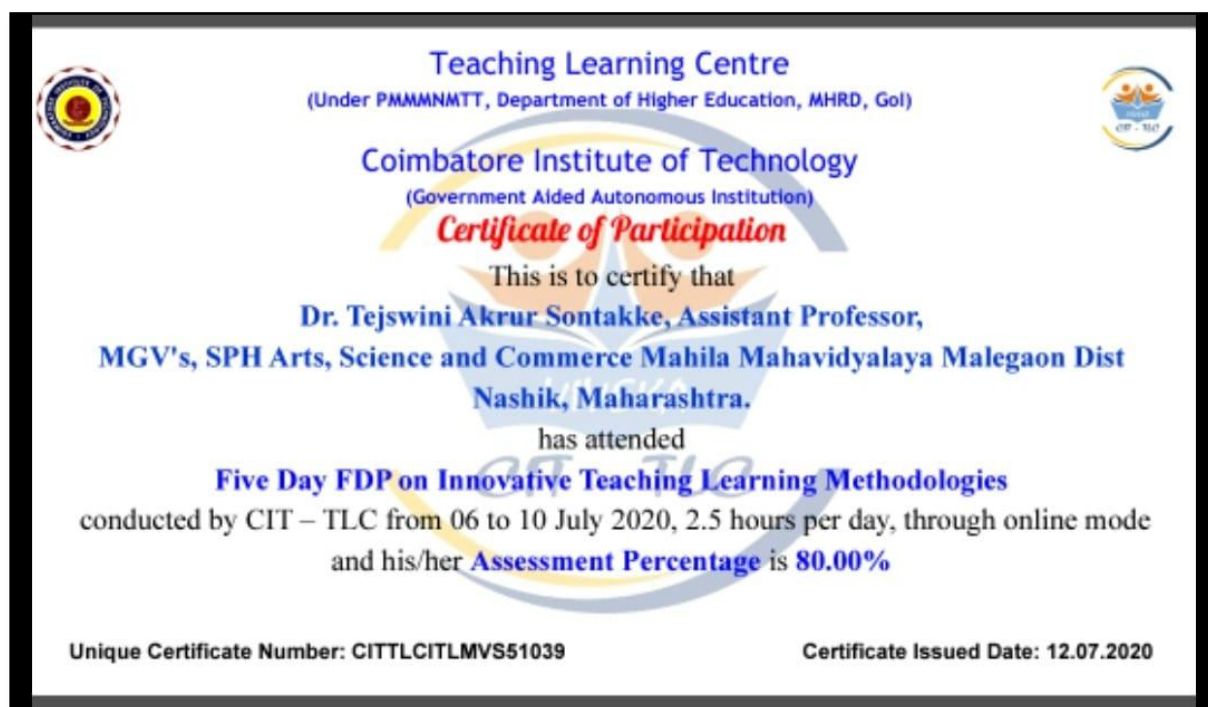 Teaching Learning Centre
(Under PMMMNMTT, Department of Higher Education, MHRD, GoI)
Coimbatore Institute of Technology
(Government Aided Autonomous Institution)
Certificate of Participation
This is to certify that
Dr. Tejswini Akrur Sontakke, Assistant Professor,
MGV's, SPH Arts, Science and Commerce Mahila Mahavidyalaya Malegaon Dist
Nashik, Maharashtra.
has attended
Five Day FDP on Innovative Teaching Learning Methodologies
conducted by CIT – TLC from 06 to 10 July 2020, 2.5 hours per day, through online mode
and his/her Assessment Percentage is 80.00%
CIT - TLC
Unique Certificate Number: CITTLCITLMVS51039
Certificate Issued Date: 12.07.2020